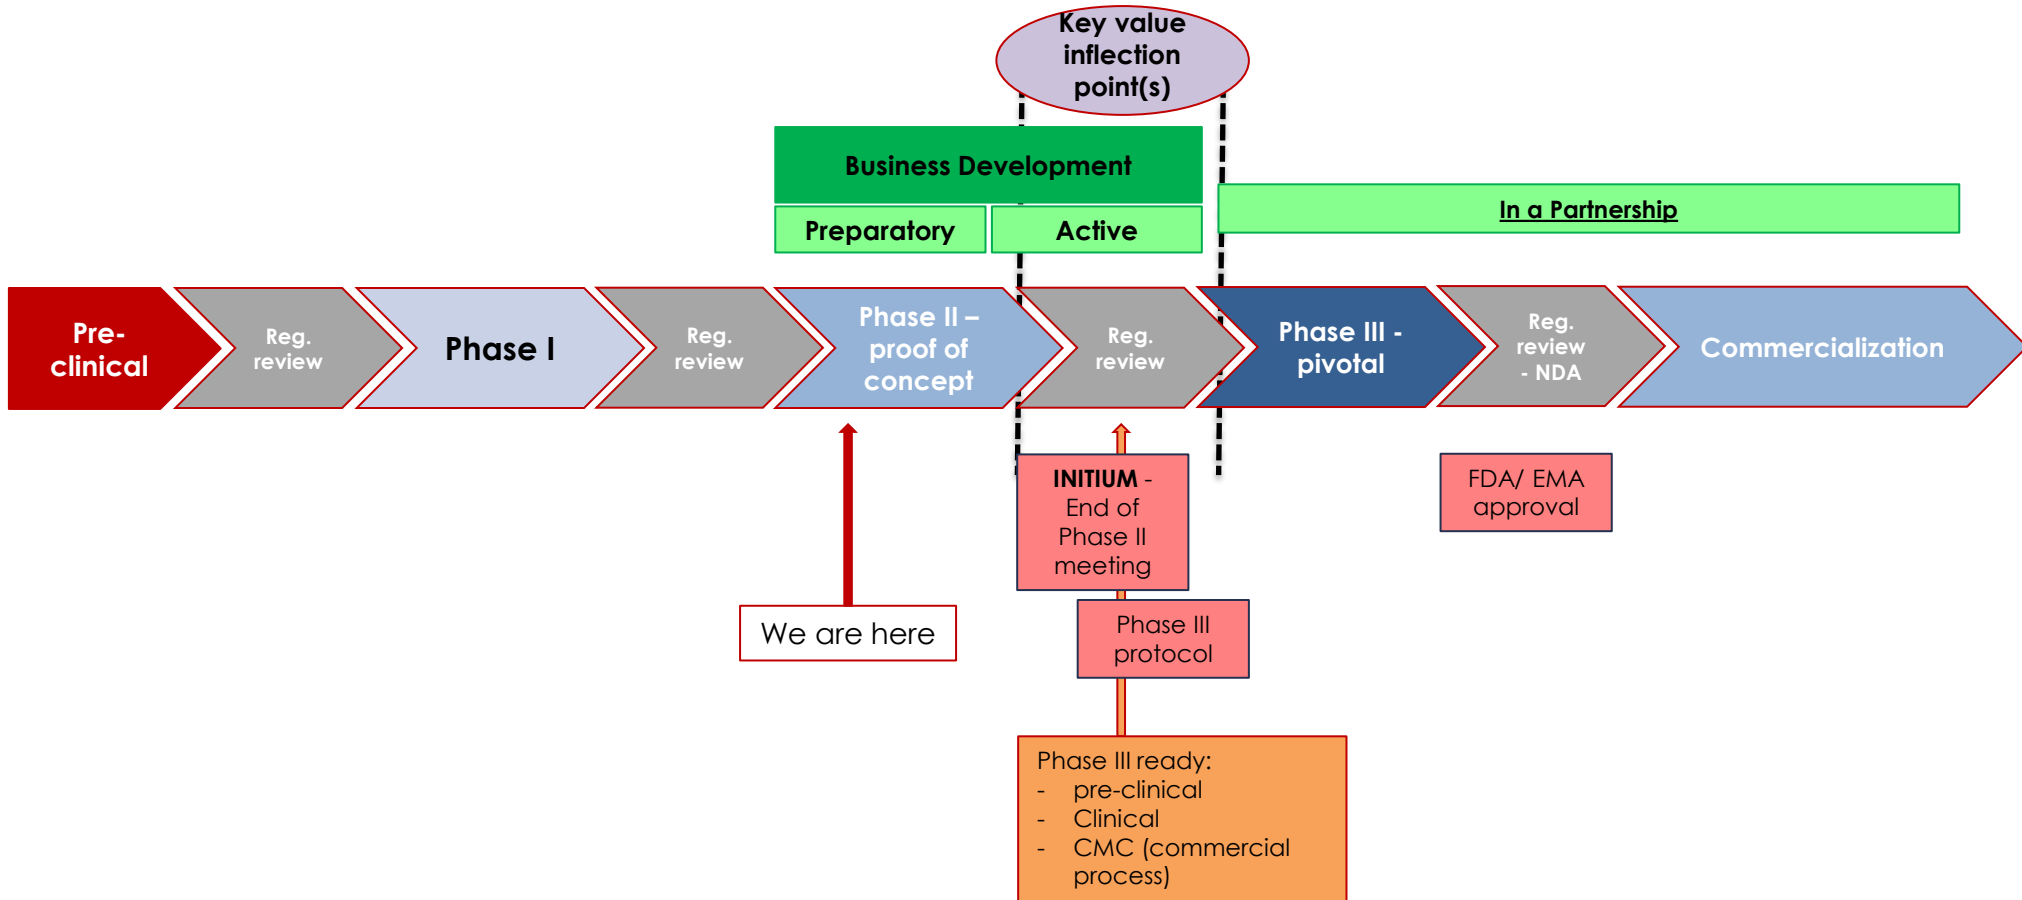 Key value
inflection
point(s)
Business Development
Preparatory
Active
In a Partnership
Pre-
clinical
Reg.
review
Phase I
Reg.
review
Phase II –
proof of
concept
Reg.
review
Phase III -
pivotal
Reg.
review
- NDA
Commercialization
INITIUM -
End of
Phase II
meeting
FDA/ EMA
approval
We are here
Phase III
protocol
Phase III ready:
- pre-clinical
- Clinical
- CMC (commercial
process)